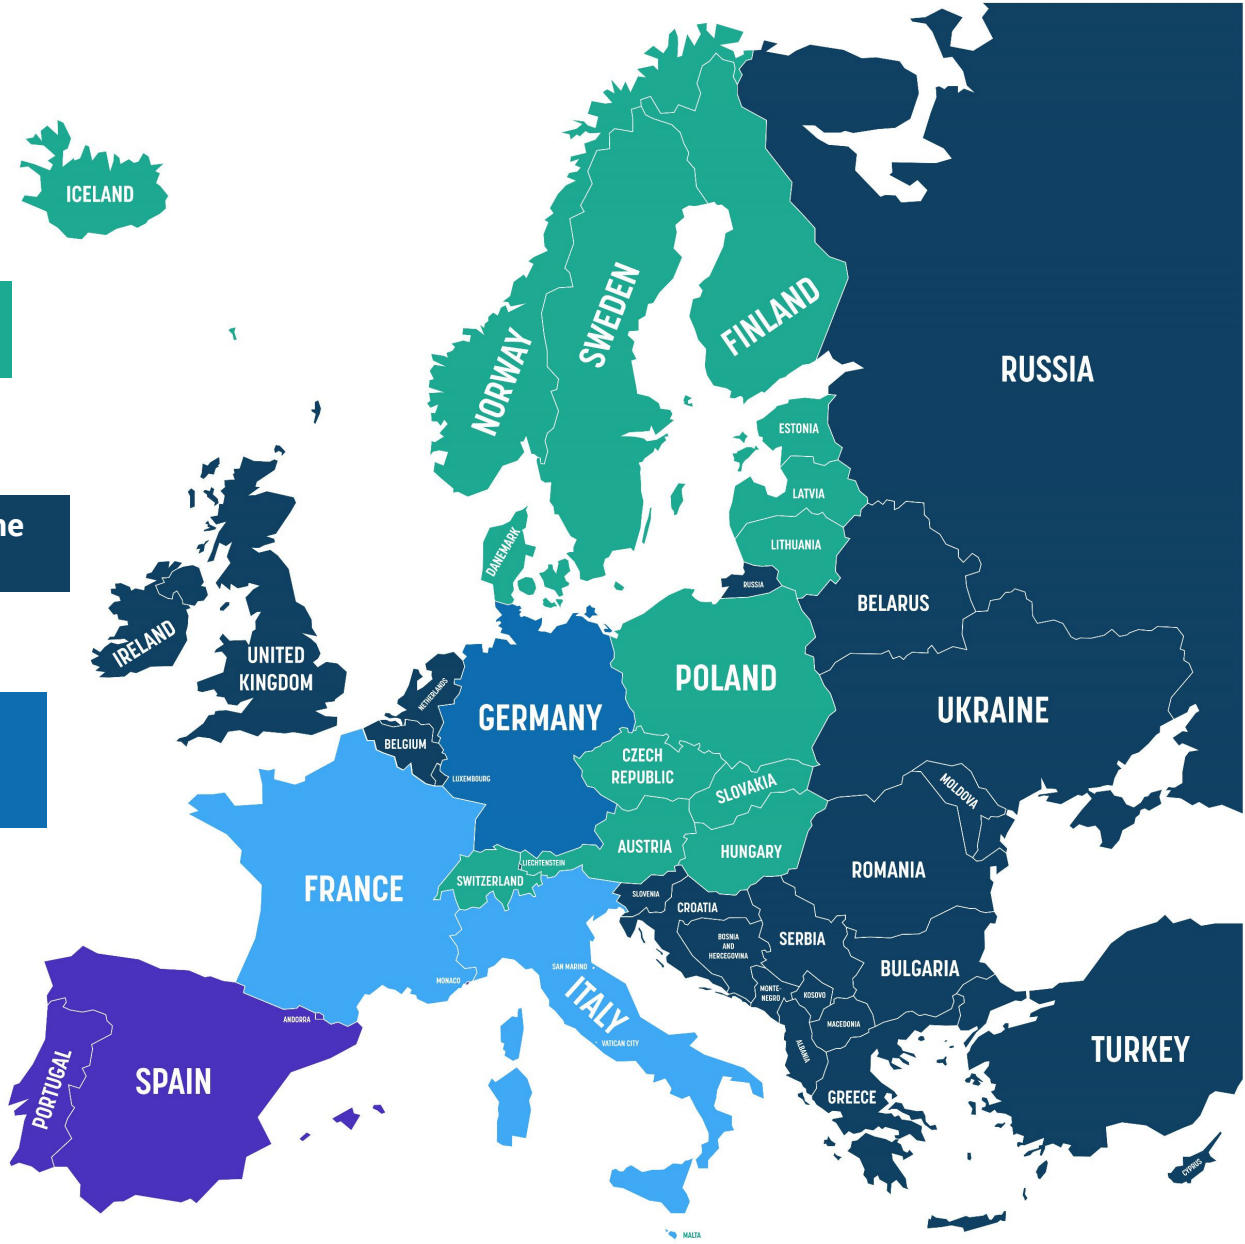 ICELAND
SWEDEN
FINLAND
NORWAY
RUSSIA
ESTONIA
LATVIA
ne
LITHUANIA
DANEMARK
RUSSIA
BELARUS
IRELAND
UNITED
KINGDOM
NETHERLANDS
POLAND
GERMANY
UKRAINE
BELGIUM
CZECH
REPUBLIC
LUXEMBOURG
SLOVAKIA
MOLDOVA
AUSTRIA
HUNGARY
LIECHTENSTEIN
SWITZERLAND
FRANCE
ROMANIA
SLOVENIA
CROATIA
BOSNIA
AND
HERCEGOVINA
SERBIA
SAN MARINO
BULGARIA
MONACO
MONTE-
NEGRO
KOSOVO
ITALY
ANDORRA
MACEDONIA
VATICAN CITY
ALBANIA
TURKEY
PORTUGAL
SPAIN
GREECE
CYPRUS
MALTA